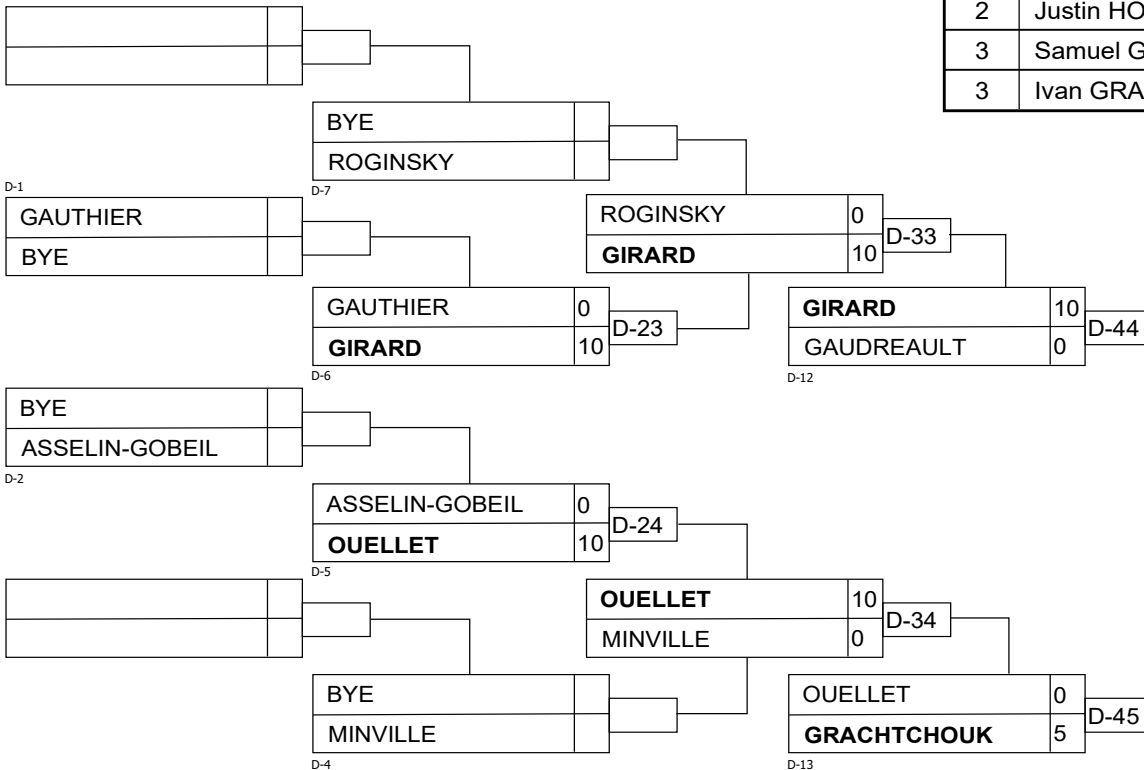 2 Justin HO
3 Samuel G
3 Ivan GRA
BYE
ROGINSKY
D-1
D-7
GAUTHIER
BYE
ROGINSKY 0
GIRARD 10
D-33
GAUTHIER 0
GIRARD 10
D-23
D-6
GIRARD 10
GAUDREAULT 0
D-44
D-12
BYE
ASSELIN-GOBEIL
D-2
ASSELIN-GOBEIL 0
OUELLET 10
D-24
D-5
OUELLET 10
MINVILLE 0
D-34
BYE
MINVILLE
D-4
OUELLET 0
GRACHTCHOUK 5
D-45
D-13